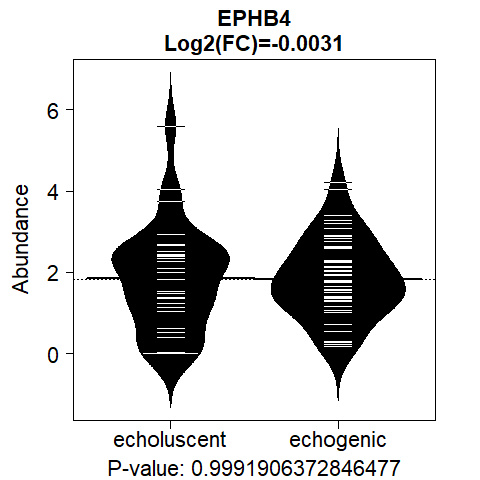 EPHB4
Log2(FC)=-0.0031
Abundance
6
4
2
0
echoluscent echogenic
P-value: 0.9991906372846477